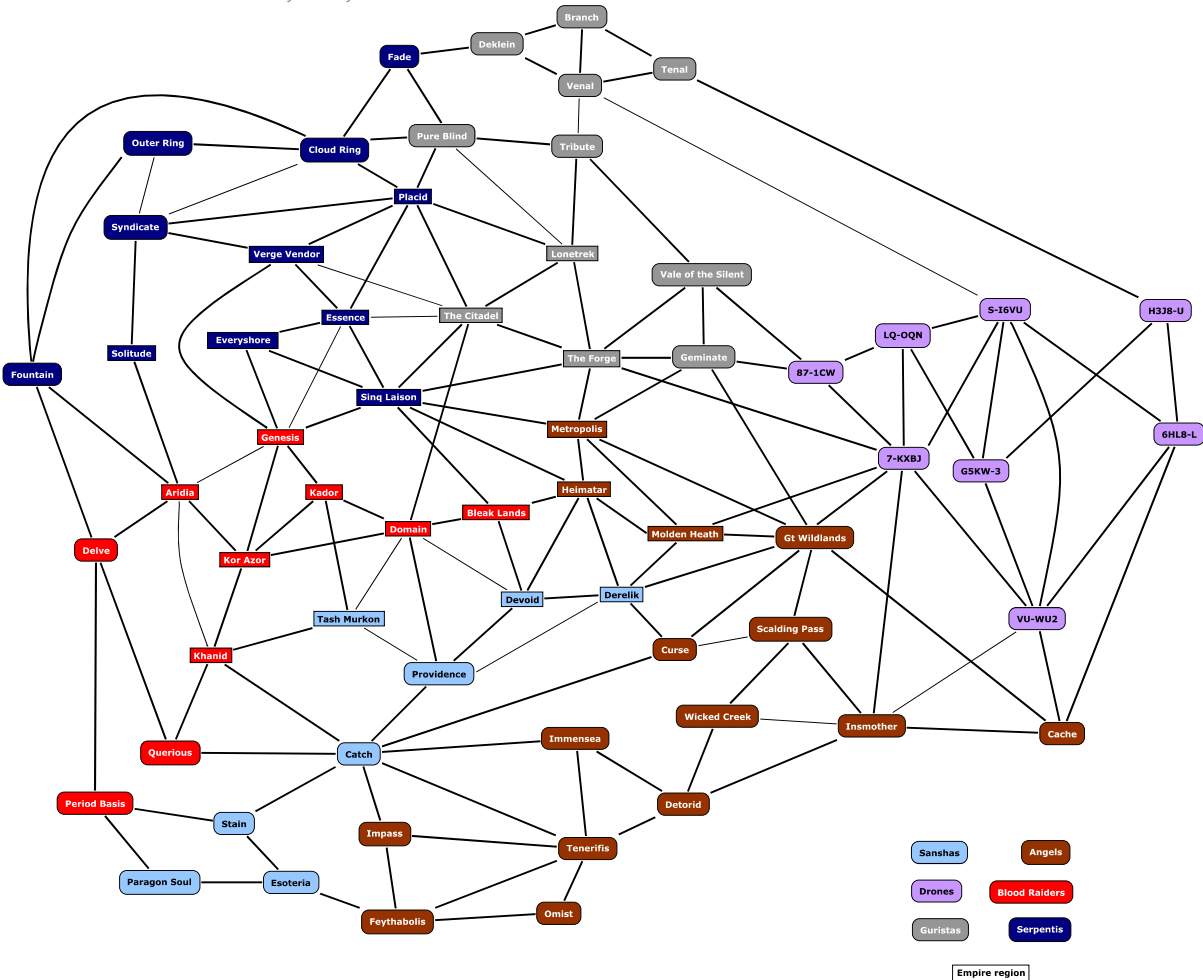 Branch
Deklein
Fade
Tenal
Venal
Pure Blind
Outer Ring
Cloud Ring
Tribute
Placid
Syndicate
Verge Vendor
Lonetrek
Vale of the Silent
S-I6VU
H3J8-U
Essence
The Citadel
LQ-OQN
Everyshore
Solitude
The Forge
Geminate
Fountain
87-1CW
Sinq Laison
Metropolis
Genesis
6HL8-L
7-KXBJ
G5KW-3
Aridia
Kador
Heimatar
Bleak Lands
Domain
Molden Heath
Gt Wildlands
Delve
Kor Azor
Devoid
Derelik
Tash Murkon
VU-WU2
Scalding Pass
Khanid
Curse
Providence
Wicked Creek
Insmother
Cache
Querious
Catch
Immensea
Period Basis
Detorid
Stain
Impass
Tenerifis
Sanshas
Angels
Paragon Soul
Esoteria
Drones
Blood Raiders
Feythabolis
Omist
Guristas
Serpentis
Empire region